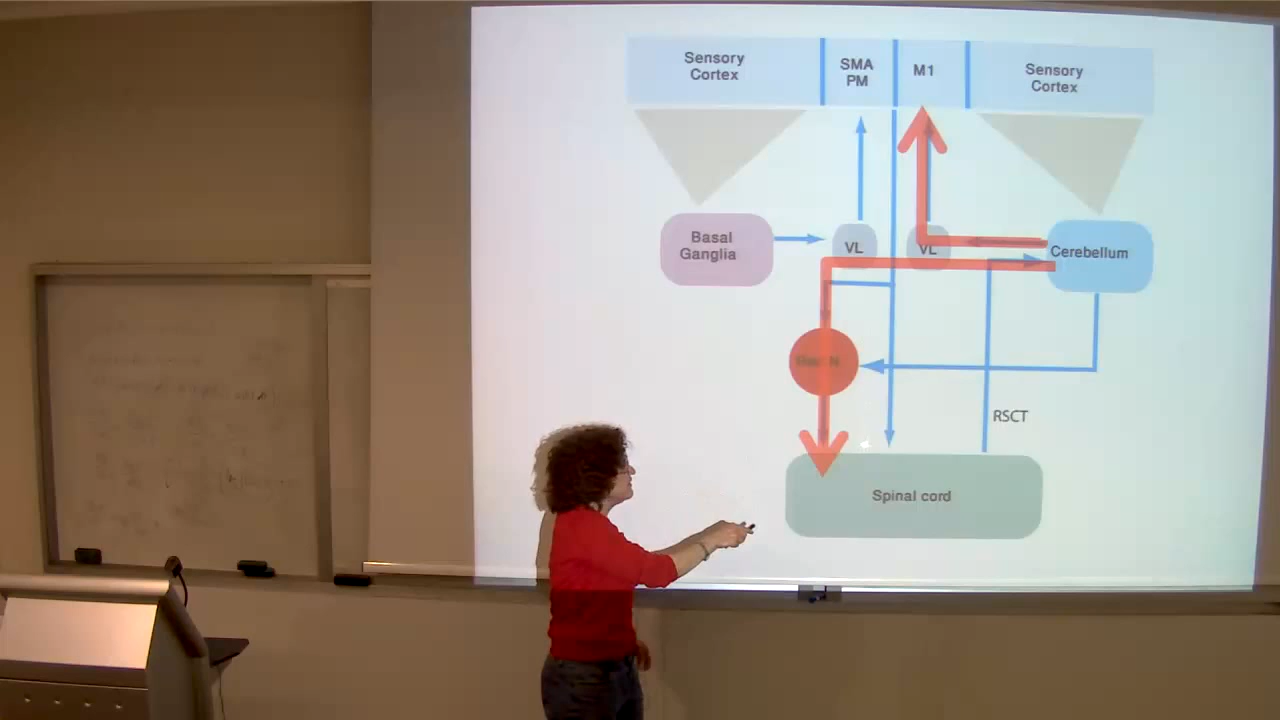 Sensory
Cortex
SMA
PM
M1
Sensory
Cortex
Basal
Ganglia
VL
VL
Cerebellum
RSCT
Spinal cord